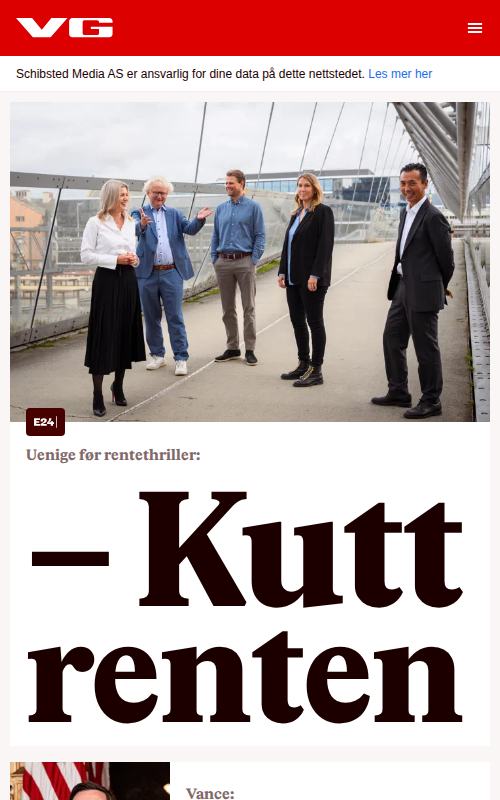 VG
Schibsted Media AS er ansvarlig for dine data på dette nettstedet. Les mer her
E24
Uenige før rentethriller:
– Kutt
renten
Vance: